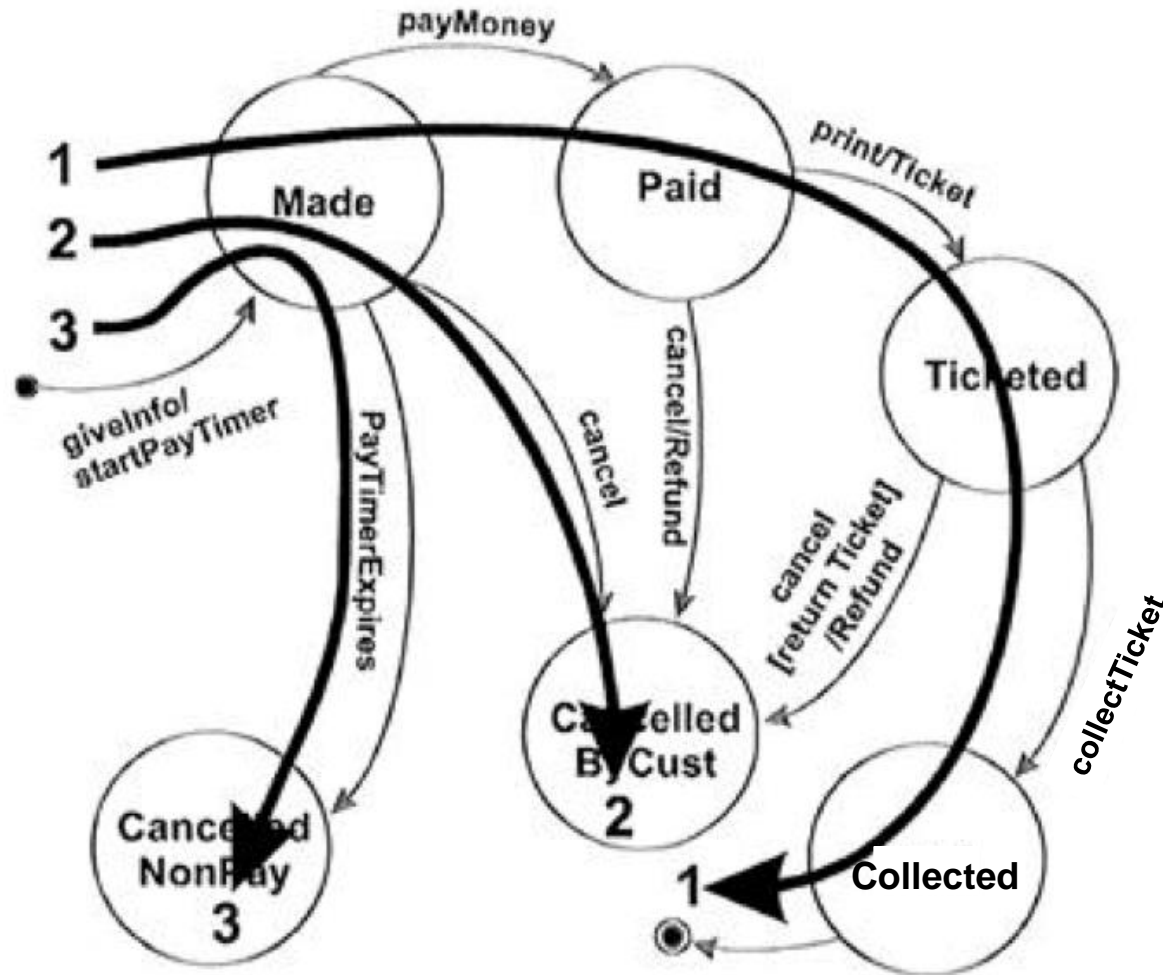 payMoney
1
Made
Paid
print/Ticket
2
3
giveInfo/
startPayTimer
PayTimerExpires
cancel
cancel/Refund
Ticketed
cancel
[return Ticket]
/Refund
collectTicket
Cancelled
ByCust
2
Cancelled
NonPay
3
1
Collected